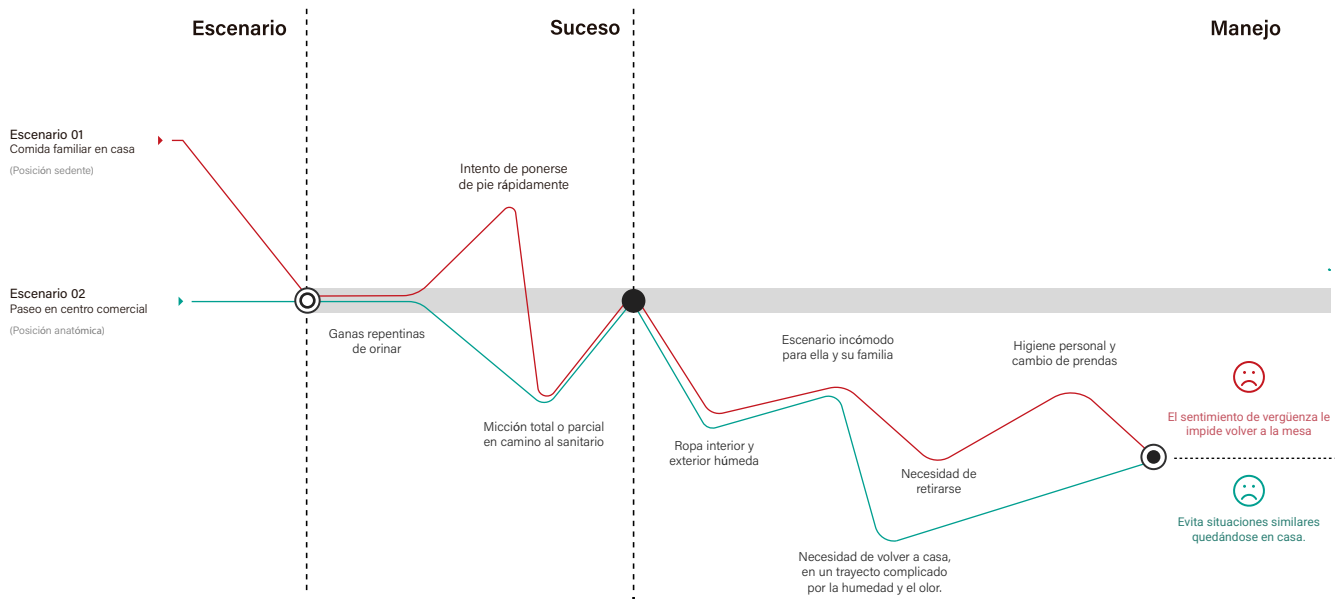 Escenario
Suceso
Manejo
Escenario 01
Comida familiar en casa
(Posición sedente)
Intento de ponerse
de pie rápidamente
Escenario 02
Paseo en centro comercial
(Posición anatómica)
Ganas repentinas
de orinar
Micción total o parcial
en camino al sanitario
Ropa interior y
exterior húmeda
Escenario incómodo
para ella y su familia
Necesidad de
retirarse
Higiene personal y
cambio de prendas
Necesidad de volver a casa,
en un trayecto complicado
por la humedad y el olor.
El sentimiento de vergüenza le
impide volver a la mesa
Evita situaciones similares
quedándose en casa.